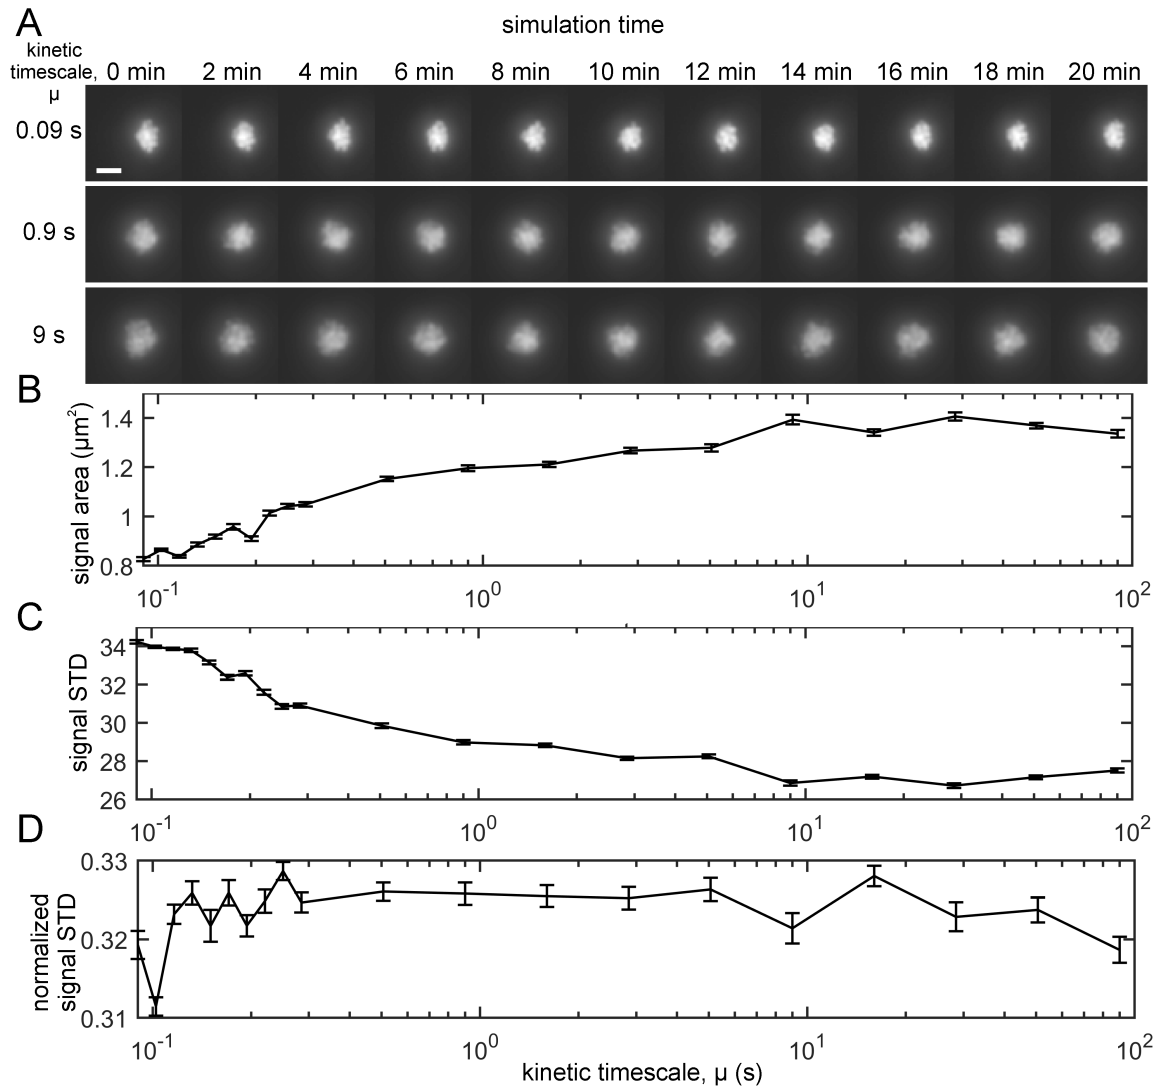 A
simulation time
kinetic
timescale, 0 min 2 min 4 min 6 min 8 min 10 min 12 min 14 min 16 min 18 min 20 min
μ
0.09 s
0.9 s
9 s
B
signal area (μm²)
1.4
1.2
1
0.8
10⁻¹ 10⁰ 10¹ 10²
C
signal STD
34
32
30
28
26
10⁻¹ 10⁰ 10¹ 10²
D
normalized
signal STD
0.33
0.32
0.31
10⁻¹ 10⁰ 10¹ 10²
kinetic timescale, μ (s)